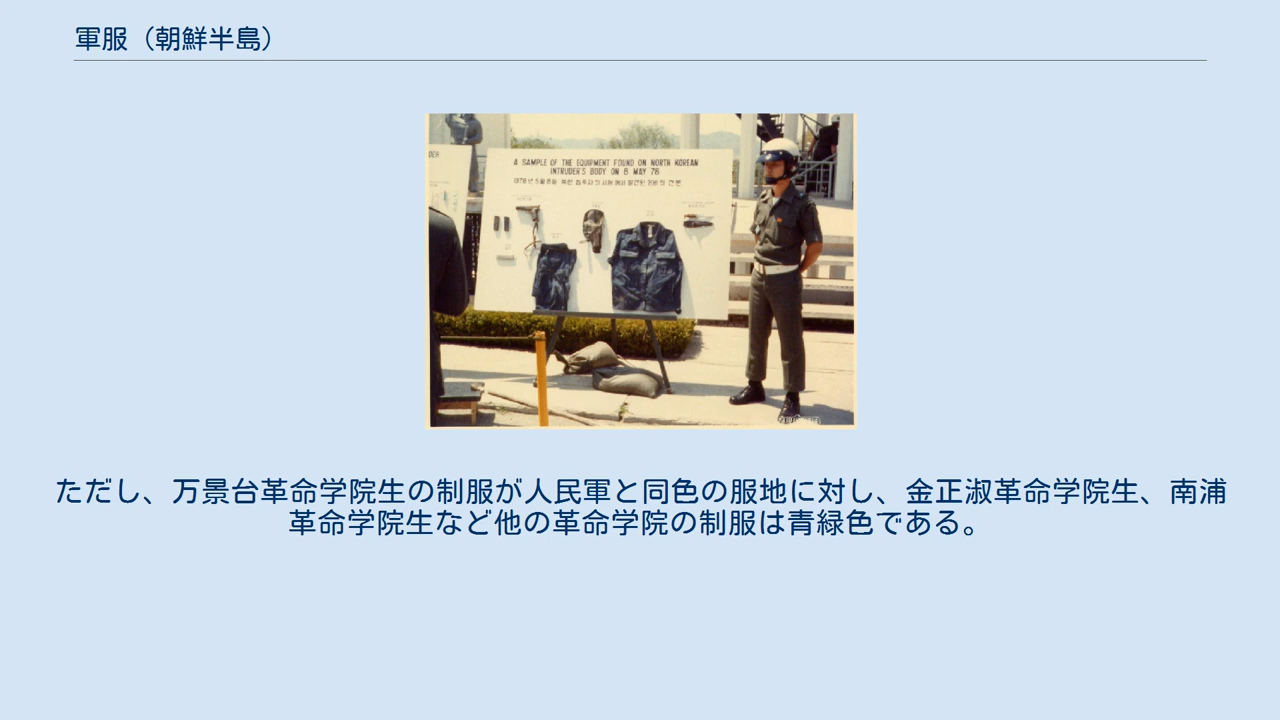 軍服（朝鮮半島）
DER
A SAMPLE OF THE EQUIPMENT FOUND ON NORTH KOREAN
INTRUDER'S BODY ON 8 MAY 78
ただし、万景台革命学院生の制服が人民軍と同色の服地に対し、金正淑革命学院生、南浦
革命学院生など他の革命学院の制服は青緑色である。